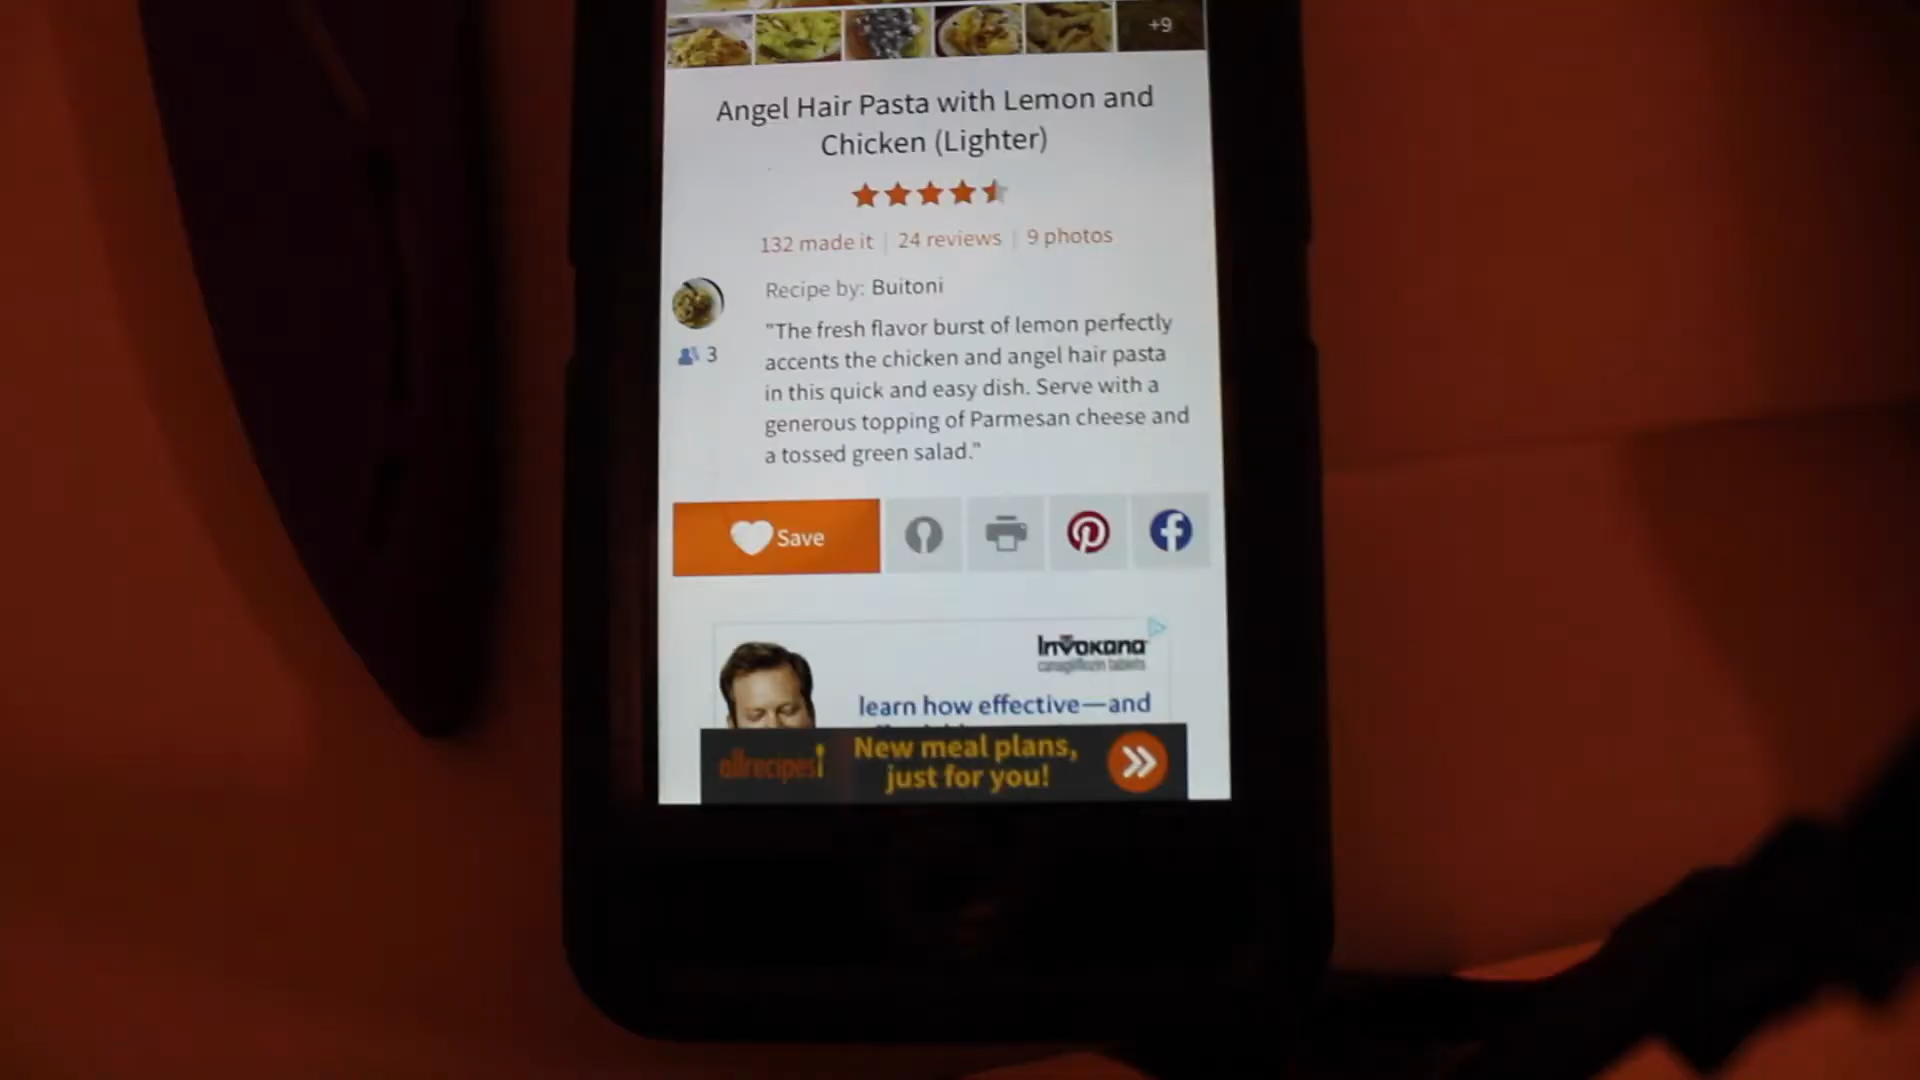 +9
Angel Hair Pasta with Lemon and
Chicken (Lighter)
132 made it | 24 reviews | 9 photos
Recipe by: Buitoni
3
"The fresh flavor burst of lemon perfectly
accents the chicken and angel hair pasta
in this quick and easy dish. Serve with a
generous topping of Parmesan cheese and
a tossed green salad."
Save
Invokana
canagliflozin tablets
learn how effective—and
allrecipes!
New meal plans,
just for you!